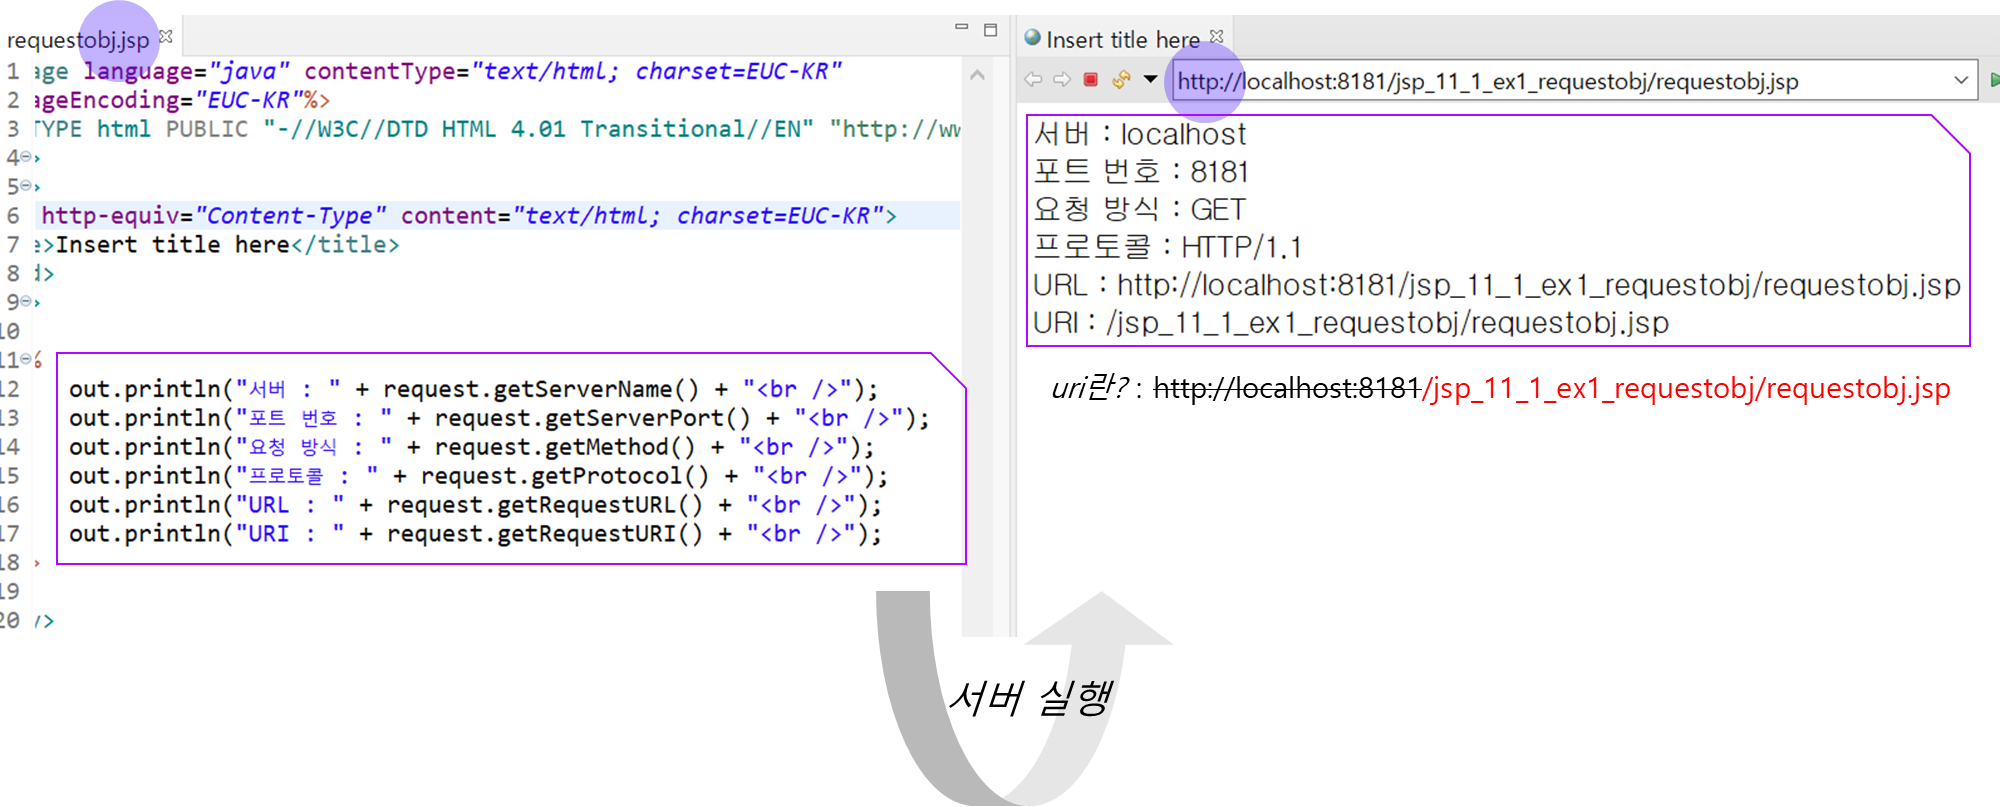 requestobj.jsp
1 age language="java" contentType="text/html; charset=EUC-KR"
2 ageEncoding="EUC-KR"%>
3 TYPE html PUBLIC "-//W3C//DTD HTML 4.01 Transitional//EN" "http://ww
4 >
5 >
6 http-equiv="Content-Type" content="text/html; charset=EUC-KR">
7 e>Insert title here</title>
8 d>
9 >
10
11 %
12 out.println("서버 : " + request.getServerName() + "<br />");
13 out.println("포트 번호 : " + request.getServerPort() + "<br />");
14 out.println("요청 방식 : " + request.getMethod() + "<br />");
15 out.println("프로토콜 : " + request.getProtocol() + "<br />");
16 out.println("URL : " + request.getRequestURL() + "<br />");
17 out.println("URI : " + request.getRequestURI() + "<br />");
18 >
19
20 />
Insert title here
http://localhost:8181/jsp_11_1_ex1_requestobj/requestobj.jsp
서버 : localhost
포트 번호 : 8181
요청 방식 : GET
프로토콜 : HTTP/1.1
URL : http://localhost:8181/jsp_11_1_ex1_requestobj/requestobj.jsp
URI : /jsp_11_1_ex1_requestobj/requestobj.jsp
uri란? : http://localhost:8181/jsp_11_1_ex1_requestobj/requestobj.jsp
서버 실행